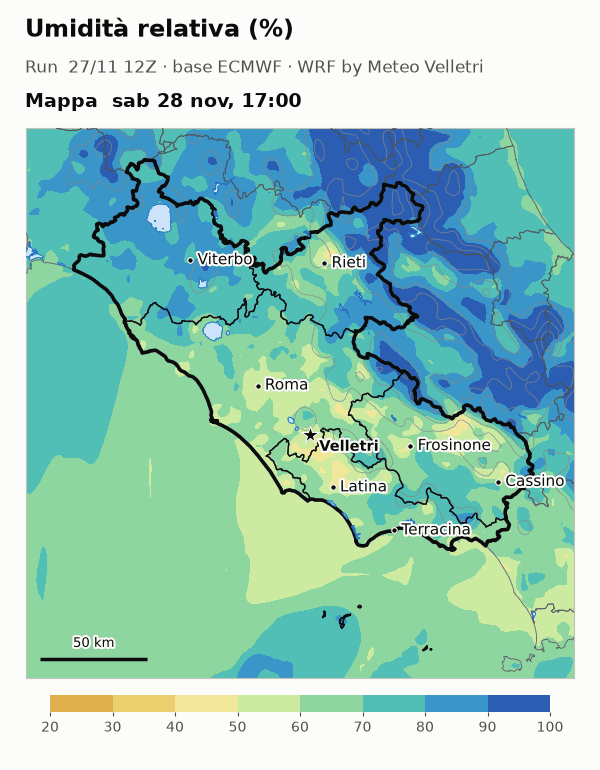 Umidità relativa (%)
Run  27/11 12Z · base ECMWF · WRF by Meteo Velletri
Mappa  sab 28 nov, 17:00
Viterbo
Rieti
Roma
Velletri
Frosinone
Latina
Cassino
Terracina
50 km
20 30 40 50 60 70 80 90 100